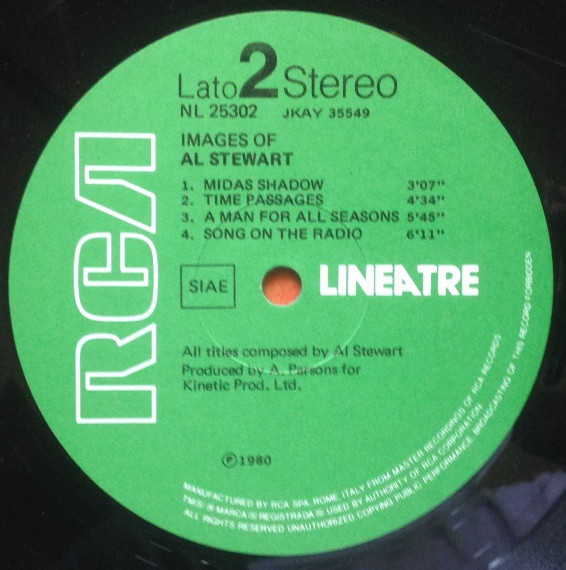 Lato 2 Stereo
NL 25302 JKAY 35549
IMAGES OF
AL STEWART
1. MIDAS SHADOW 3'07"
2. TIME PASSAGES 4'34"
3. A MAN FOR ALL SEASONS 5'45"
4. SONG ON THE RADIO 6'11"
RCA
SIAE
LINEATRE
All titles composed by Al Stewart
Produced by A. Parsons for
Kinetic Prod. Ltd.
℗ 1980
MANUFACTURED BY RCA SPA, ROME, ITALY FROM MASTER RECORDINGS OF RCA RECORDS
TM(S) ® MARCA(S) REGISTRADA(S) USED BY AUTHORITY OF RCA CORPORATION
ALL RIGHTS RESERVED UNAUTHORIZED COPYING PUBLIC PERFORMANCE BROADCASTING OF THIS RECORD FORBIDDEN